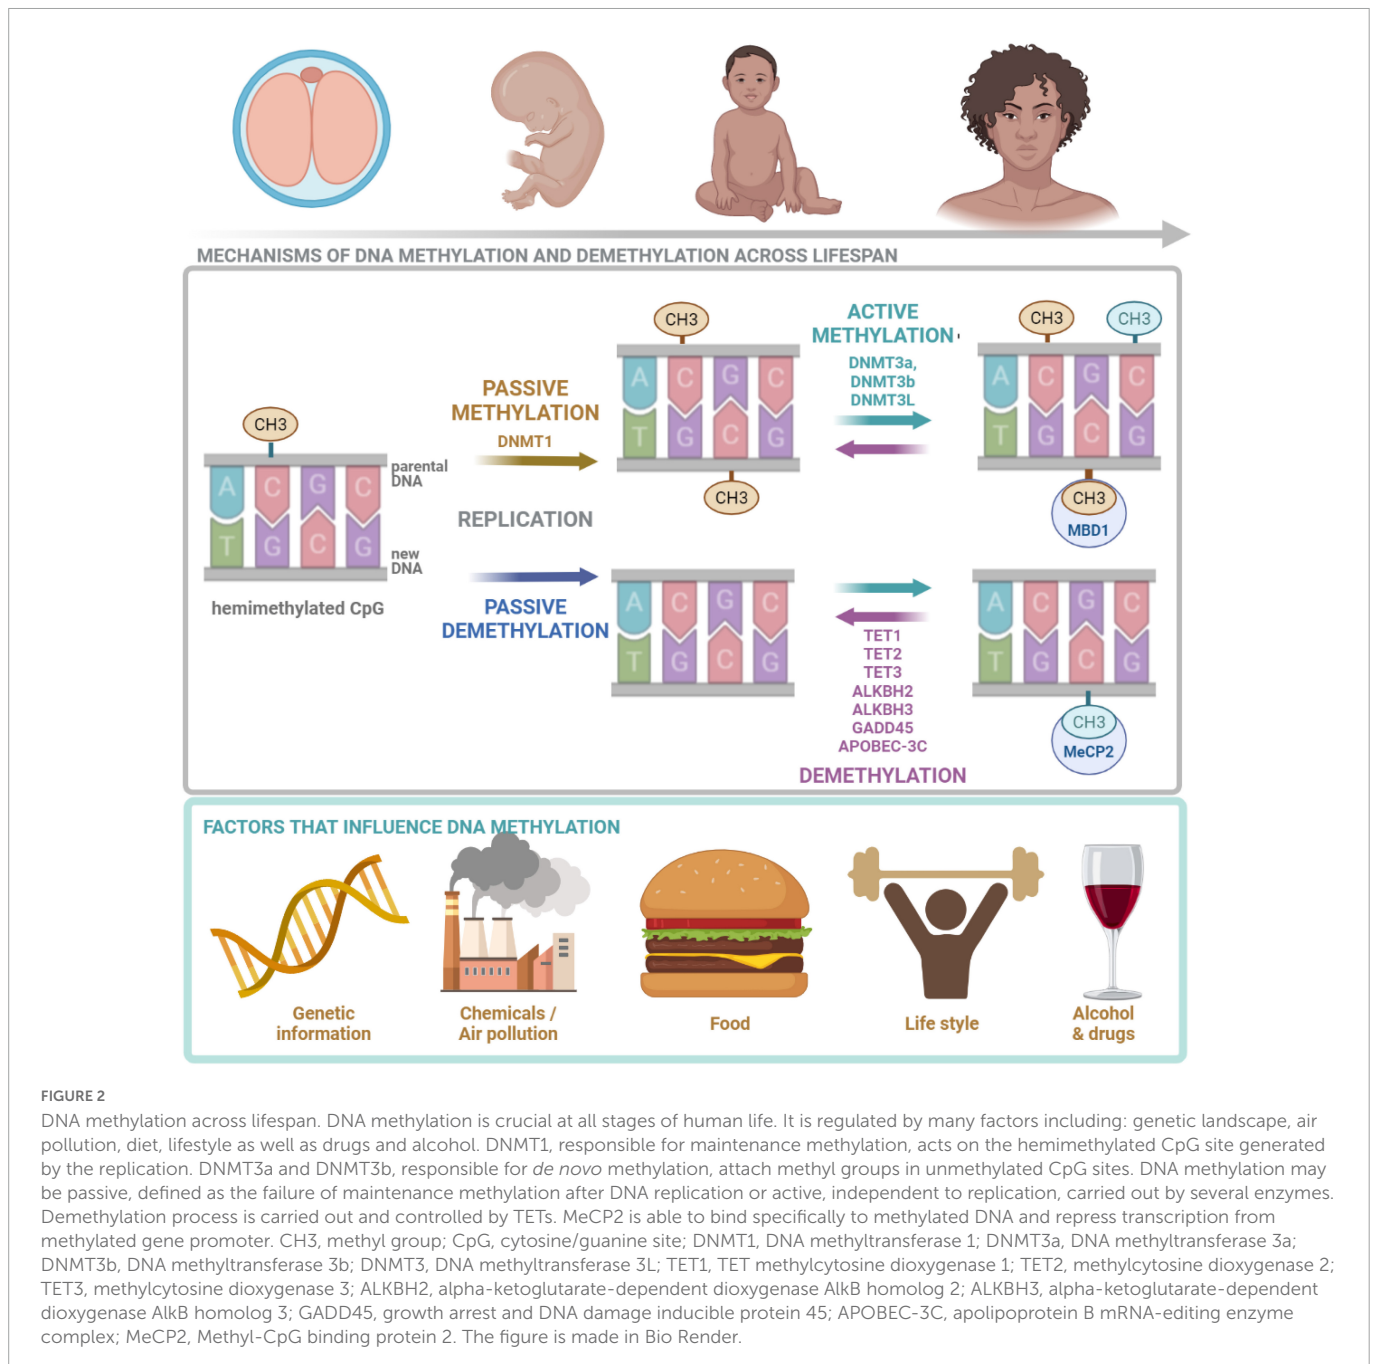 MECHANISMS OF DNA METHYLATION AND DEMETHYLATION ACROSS LIFESPAN
CH3
A C G C
T G C G
parental
DNA
new
DNA
hemimethylated CpG
PASSIVE
METHYLATION
DNMT1
REPLICATION
PASSIVE
DEMETHYLATION
CH3
A C G C
T G C G
CH3
A C G C
T G C G
ACTIVE
METHYLATION
DNMT3a,
DNMT3b
DNMT3L
TET1
TET2
TET3
ALKBH2
ALKBH3
GADD45
APOBEC-3C
DEMETHYLATION
CH3 CH3
A C G C
T G C G
CH3
MBD1
A C G C
T G C G
CH3
MeCP2
FACTORS THAT INFLUENCE DNA METHYLATION
Genetic
information
Chemicals /
Air pollution
Food
Life style
Alcohol
& drugs
FIGURE 2
DNA methylation across lifespan. DNA methylation is crucial at all stages of human life. It is regulated by many factors including: genetic landscape, air
pollution, diet, lifestyle as well as drugs and alcohol. DNMT1, responsible for maintenance methylation, acts on the hemimethylated CpG site generated
by the replication. DNMT3a and DNMT3b, responsible for de novo methylation, attach methyl groups in unmethylated CpG sites. DNA methylation may
be passive, defined as the failure of maintenance methylation after DNA replication or active, independent to replication, carried out by several enzymes.
Demethylation process is carried out and controlled by TETs. MeCP2 is able to bind specifically to methylated DNA and repress transcription from
methylated gene promoter. CH3, methyl group; CpG, cytosine/guanine site; DNMT1, DNA methyltransferase 1; DNMT3a, DNA methyltransferase 3a;
DNMT3b, DNA methyltransferase 3b; DNMT3, DNA methyltransferase 3L; TET1, TET methylcytosine dioxygenase 1; TET2, methylcytosine dioxygenase 2;
TET3, methylcytosine dioxygenase 3; ALKBH2, alpha-ketoglutarate-dependent dioxygenase AlkB homolog 2; ALKBH3, alpha-ketoglutarate-dependent
dioxygenase AlkB homolog 3; GADD45, growth arrest and DNA damage inducible protein 45; APOBEC-3C, apolipoprotein B mRNA-editing enzyme
complex; MeCP2, Methyl-CpG binding protein 2. The figure is made in Bio Render.